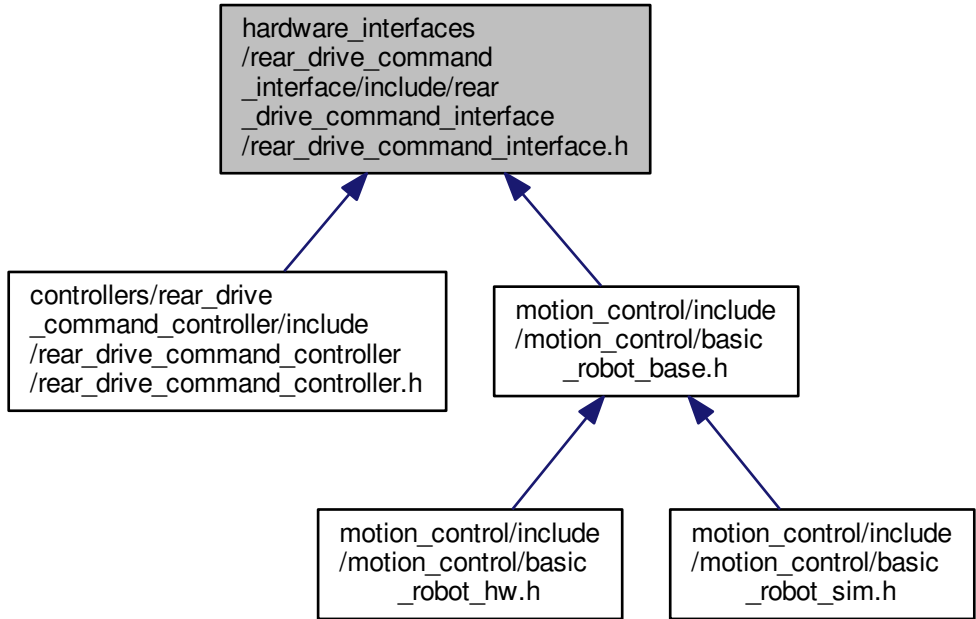 hardware_interfaces
/rear_drive_command
_interface/include/rear
_drive_command_interface
/rear_drive_command_interface.h
controllers/rear_drive
_command_controller/include
/rear_drive_command_controller
/rear_drive_command_controller.h
motion_control/include
/motion_control/basic
_robot_base.h
motion_control/include
/motion_control/basic
_robot_hw.h
motion_control/include
/motion_control/basic
_robot_sim.h